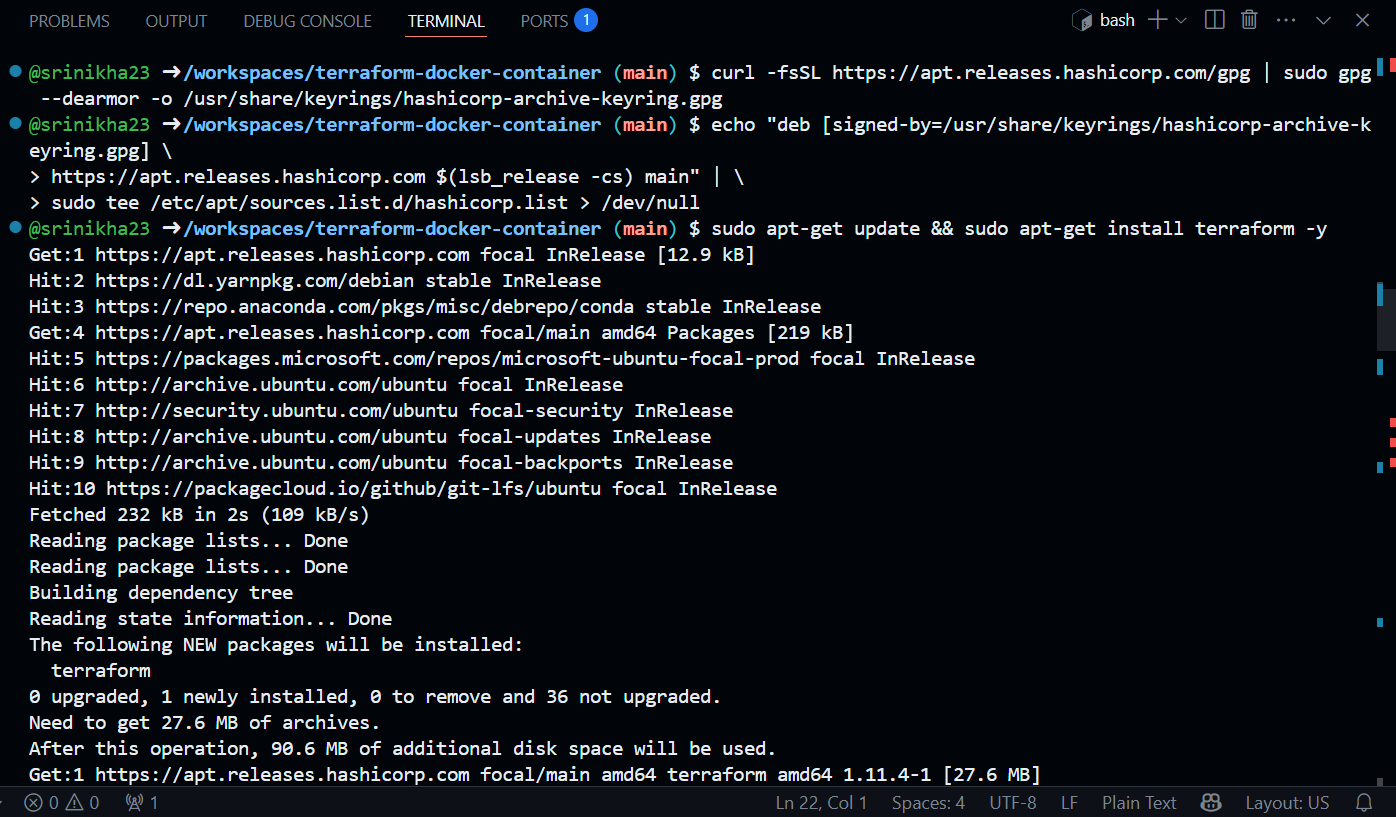 PROBLEMS OUTPUT DEBUG CONSOLE TERMINAL PORTS 1 bash
@srinikha23 ➜/workspaces/terraform-docker-container (main) $ curl -fsSL https://apt.releases.hashicorp.com/gpg | sudo gpg
--dearmor -o /usr/share/keyrings/hashicorp-archive-keyring.gpg
@srinikha23 ➜/workspaces/terraform-docker-container (main) $ echo "deb [signed-by=/usr/share/keyrings/hashicorp-archive-k
eyring.gpg] \
> https://apt.releases.hashicorp.com $(lsb_release -cs) main" | \
> sudo tee /etc/apt/sources.list.d/hashicorp.list > /dev/null
@srinikha23 ➜/workspaces/terraform-docker-container (main) $ sudo apt-get update && sudo apt-get install terraform -y
Get:1 https://apt.releases.hashicorp.com focal InRelease [12.9 kB]
Hit:2 https://dl.yarnpkg.com/debian stable InRelease
Hit:3 https://repo.anaconda.com/pkgs/misc/debrepo/conda stable InRelease
Get:4 https://apt.releases.hashicorp.com focal/main amd64 Packages [219 kB]
Hit:5 https://packages.microsoft.com/repos/microsoft-ubuntu-focal-prod focal InRelease
Hit:6 http://archive.ubuntu.com/ubuntu focal InRelease
Hit:7 http://security.ubuntu.com/ubuntu focal-security InRelease
Hit:8 http://archive.ubuntu.com/ubuntu focal-updates InRelease
Hit:9 http://archive.ubuntu.com/ubuntu focal-backports InRelease
Hit:10 https://packagecloud.io/github/git-lfs/ubuntu focal InRelease
Fetched 232 kB in 2s (109 kB/s)
Reading package lists... Done
Reading package lists... Done
Building dependency tree
Reading state information... Done
The following NEW packages will be installed:
terraform
0 upgraded, 1 newly installed, 0 to remove and 36 not upgraded.
Need to get 27.6 MB of archives.
After this operation, 90.6 MB of additional disk space will be used.
Get:1 https://apt.releases.hashicorp.com focal/main amd64 terraform amd64 1.11.4-1 [27.6 MB]
0 0 1 Ln 22, Col 1 Spaces: 4 UTF-8 LF Plain Text Layout: US